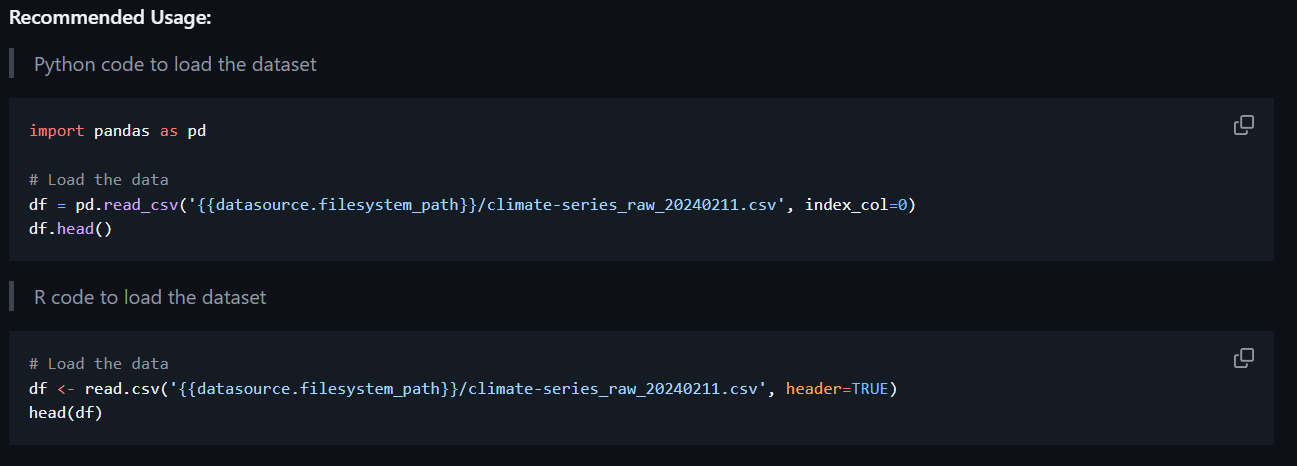 Recommended Usage:
Python code to load the dataset
import pandas as pd
# Load the data
df = pd.read_csv('{{datasource.filesystem_path}}/climate-series_raw_20240211.csv', index_col=0)
df.head()
R code to load the dataset
# Load the data
df <- read.csv('{{datasource.filesystem_path}}/climate-series_raw_20240211.csv', header=TRUE)
head(df)